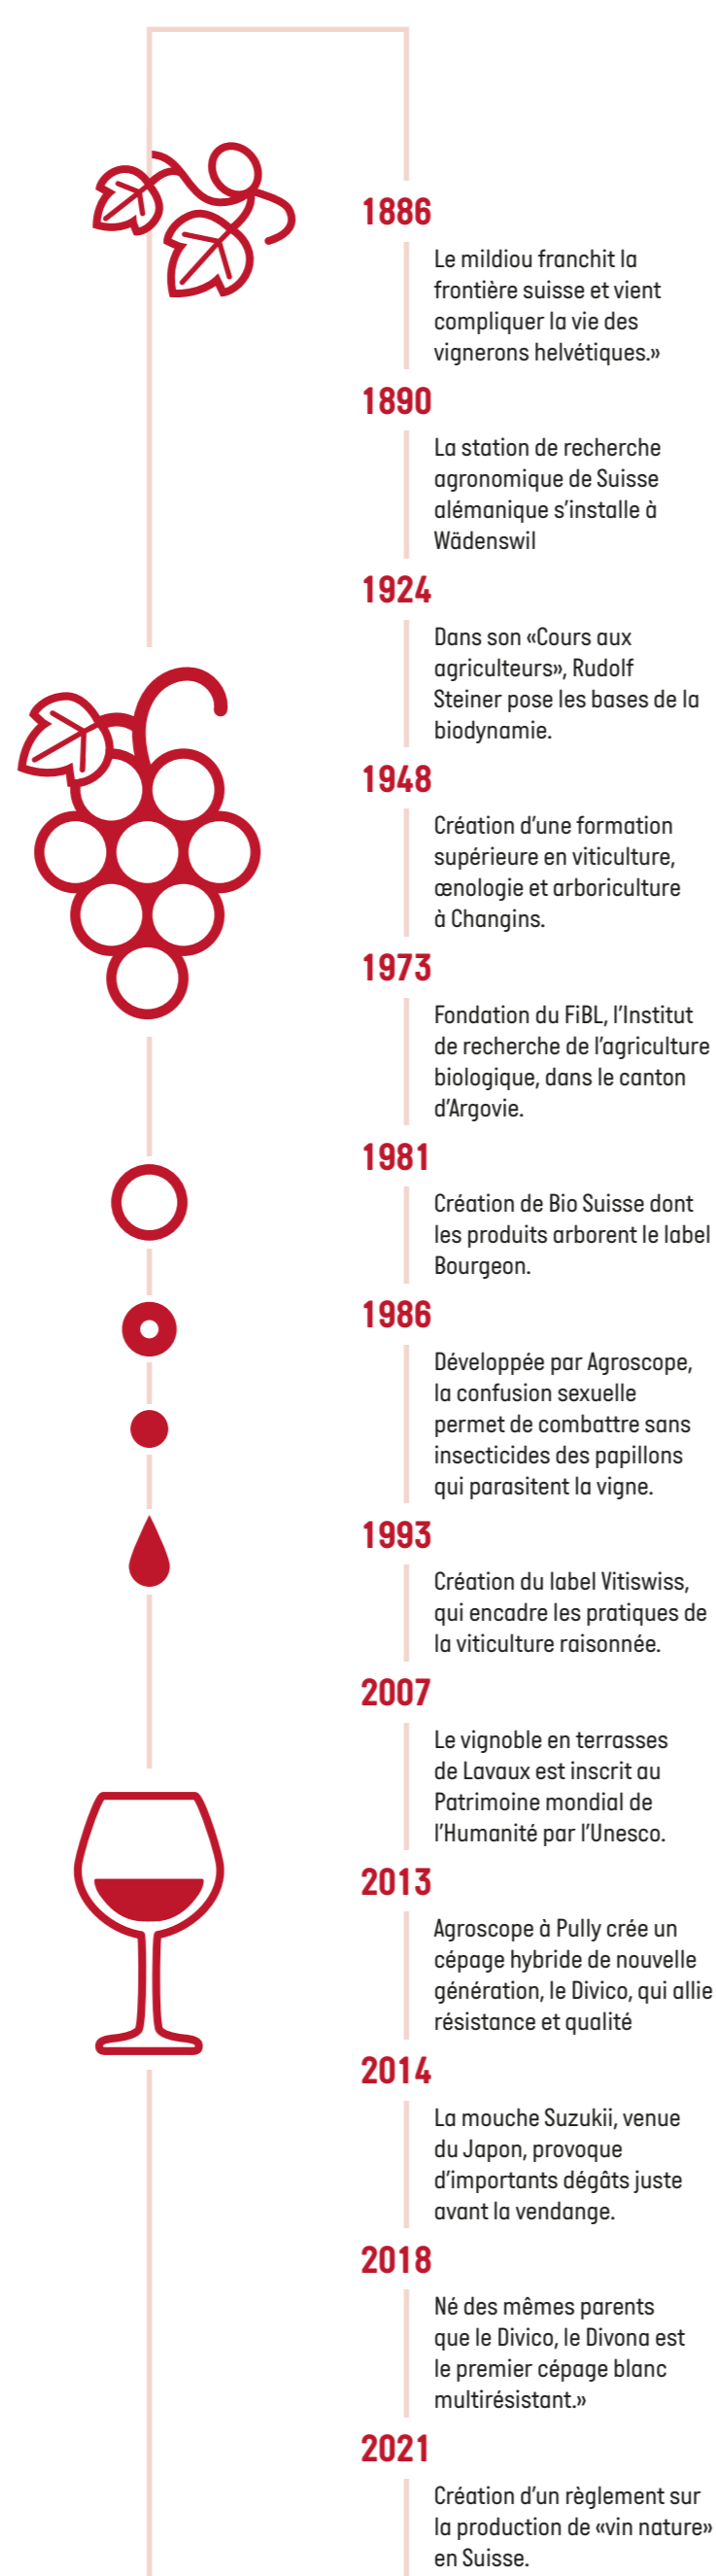 1886
Le mildiou franchit la
frontière suisse et vient
compliquer la vie des
vignerons helvétiques.»
1890
La station de recherche
agronomique de Suisse
alémanique s'installe à
Wädenswil
1924
Dans son «Cours aux
agriculteurs», Rudolf
Steiner pose les bases de la
biodynamie.
1948
Création d'une formation
supérieure en viticulture,
œnologie et arboriculture
à Changins.
1973
Fondation du FiBL, l'Institut
de recherche de l'agriculture
biologique, dans le canton
d'Argovie.
1981
Création de Bio Suisse dont
les produits arborent le label
Bourgeon.
1986
Développée par Agroscope,
la confusion sexuelle
permet de combattre sans
insecticides des papillons
qui parasitent la vigne.
1993
Création du label Vitiswiss,
qui encadre les pratiques de
la viticulture raisonnée.
2007
Le vignoble en terrasses
de Lavaux est inscrit au
Patrimoine mondial de
l'Humanité par l'Unesco.
2013
Agroscope à Pully crée un
cépage hybride de nouvelle
génération, le Divico, qui allie
résistance et qualité
2014
La mouche Suzukii, venue
du Japon, provoque
d'importants dégâts juste
avant la vendange.
2018
Né des mêmes parents
que le Divico, le Divona est
le premier cépage blanc
multirésistant.»
2021
Création d'un règlement sur
la production de «vin nature»
en Suisse.